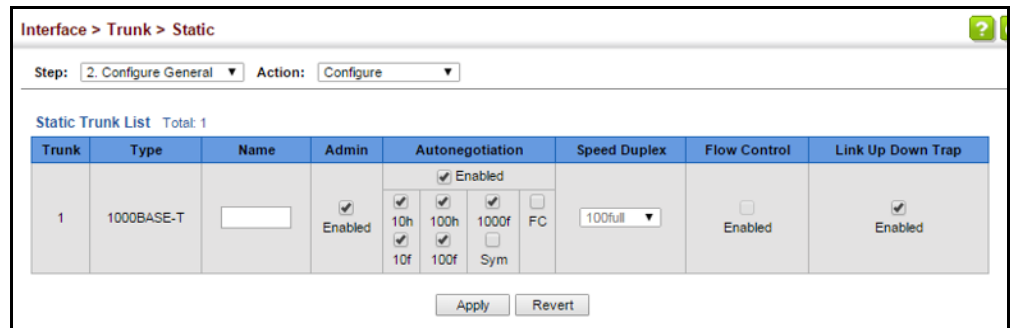 Interface > Trunk > Static
?
Step: 2. Configure General Action: Configure
Static Trunk List Total: 1
Trunk Type Name Admin Autonegotiation Speed Duplex Flow Control Link Up Down Trap
Enabled
1 1000BASE-T Enabled 10h 100h 1000f FC 100full Enabled Enabled
10f 100f Sym
Apply Revert